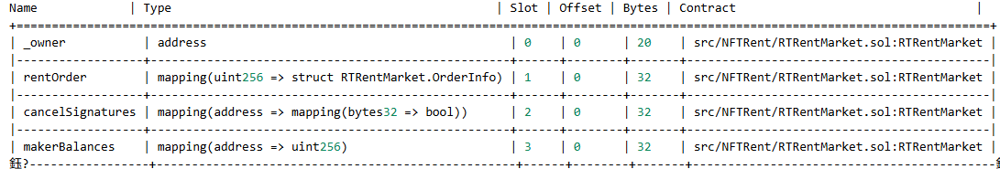 Name | Type | Slot | Offset | Bytes | Contract |
| _owner | address | 0 | 0 | 20 | src/NFTRent/RTRentMarket.sol:RTRentMarket |
| rentOrder | mapping(uint256 => struct RTRentMarket.OrderInfo) | 1 | 0 | 32 | src/NFTRent/RTRentMarket.sol:RTRentMarket |
| cancelSignatures | mapping(address => mapping(bytes32 => bool)) | 2 | 0 | 32 | src/NFTRent/RTRentMarket.sol:RTRentMarket |
| makerBalances | mapping(address => uint256) | 3 | 0 | 32 | src/NFTRent/RTRentMarket.sol:RTRentMarket |
鈺?